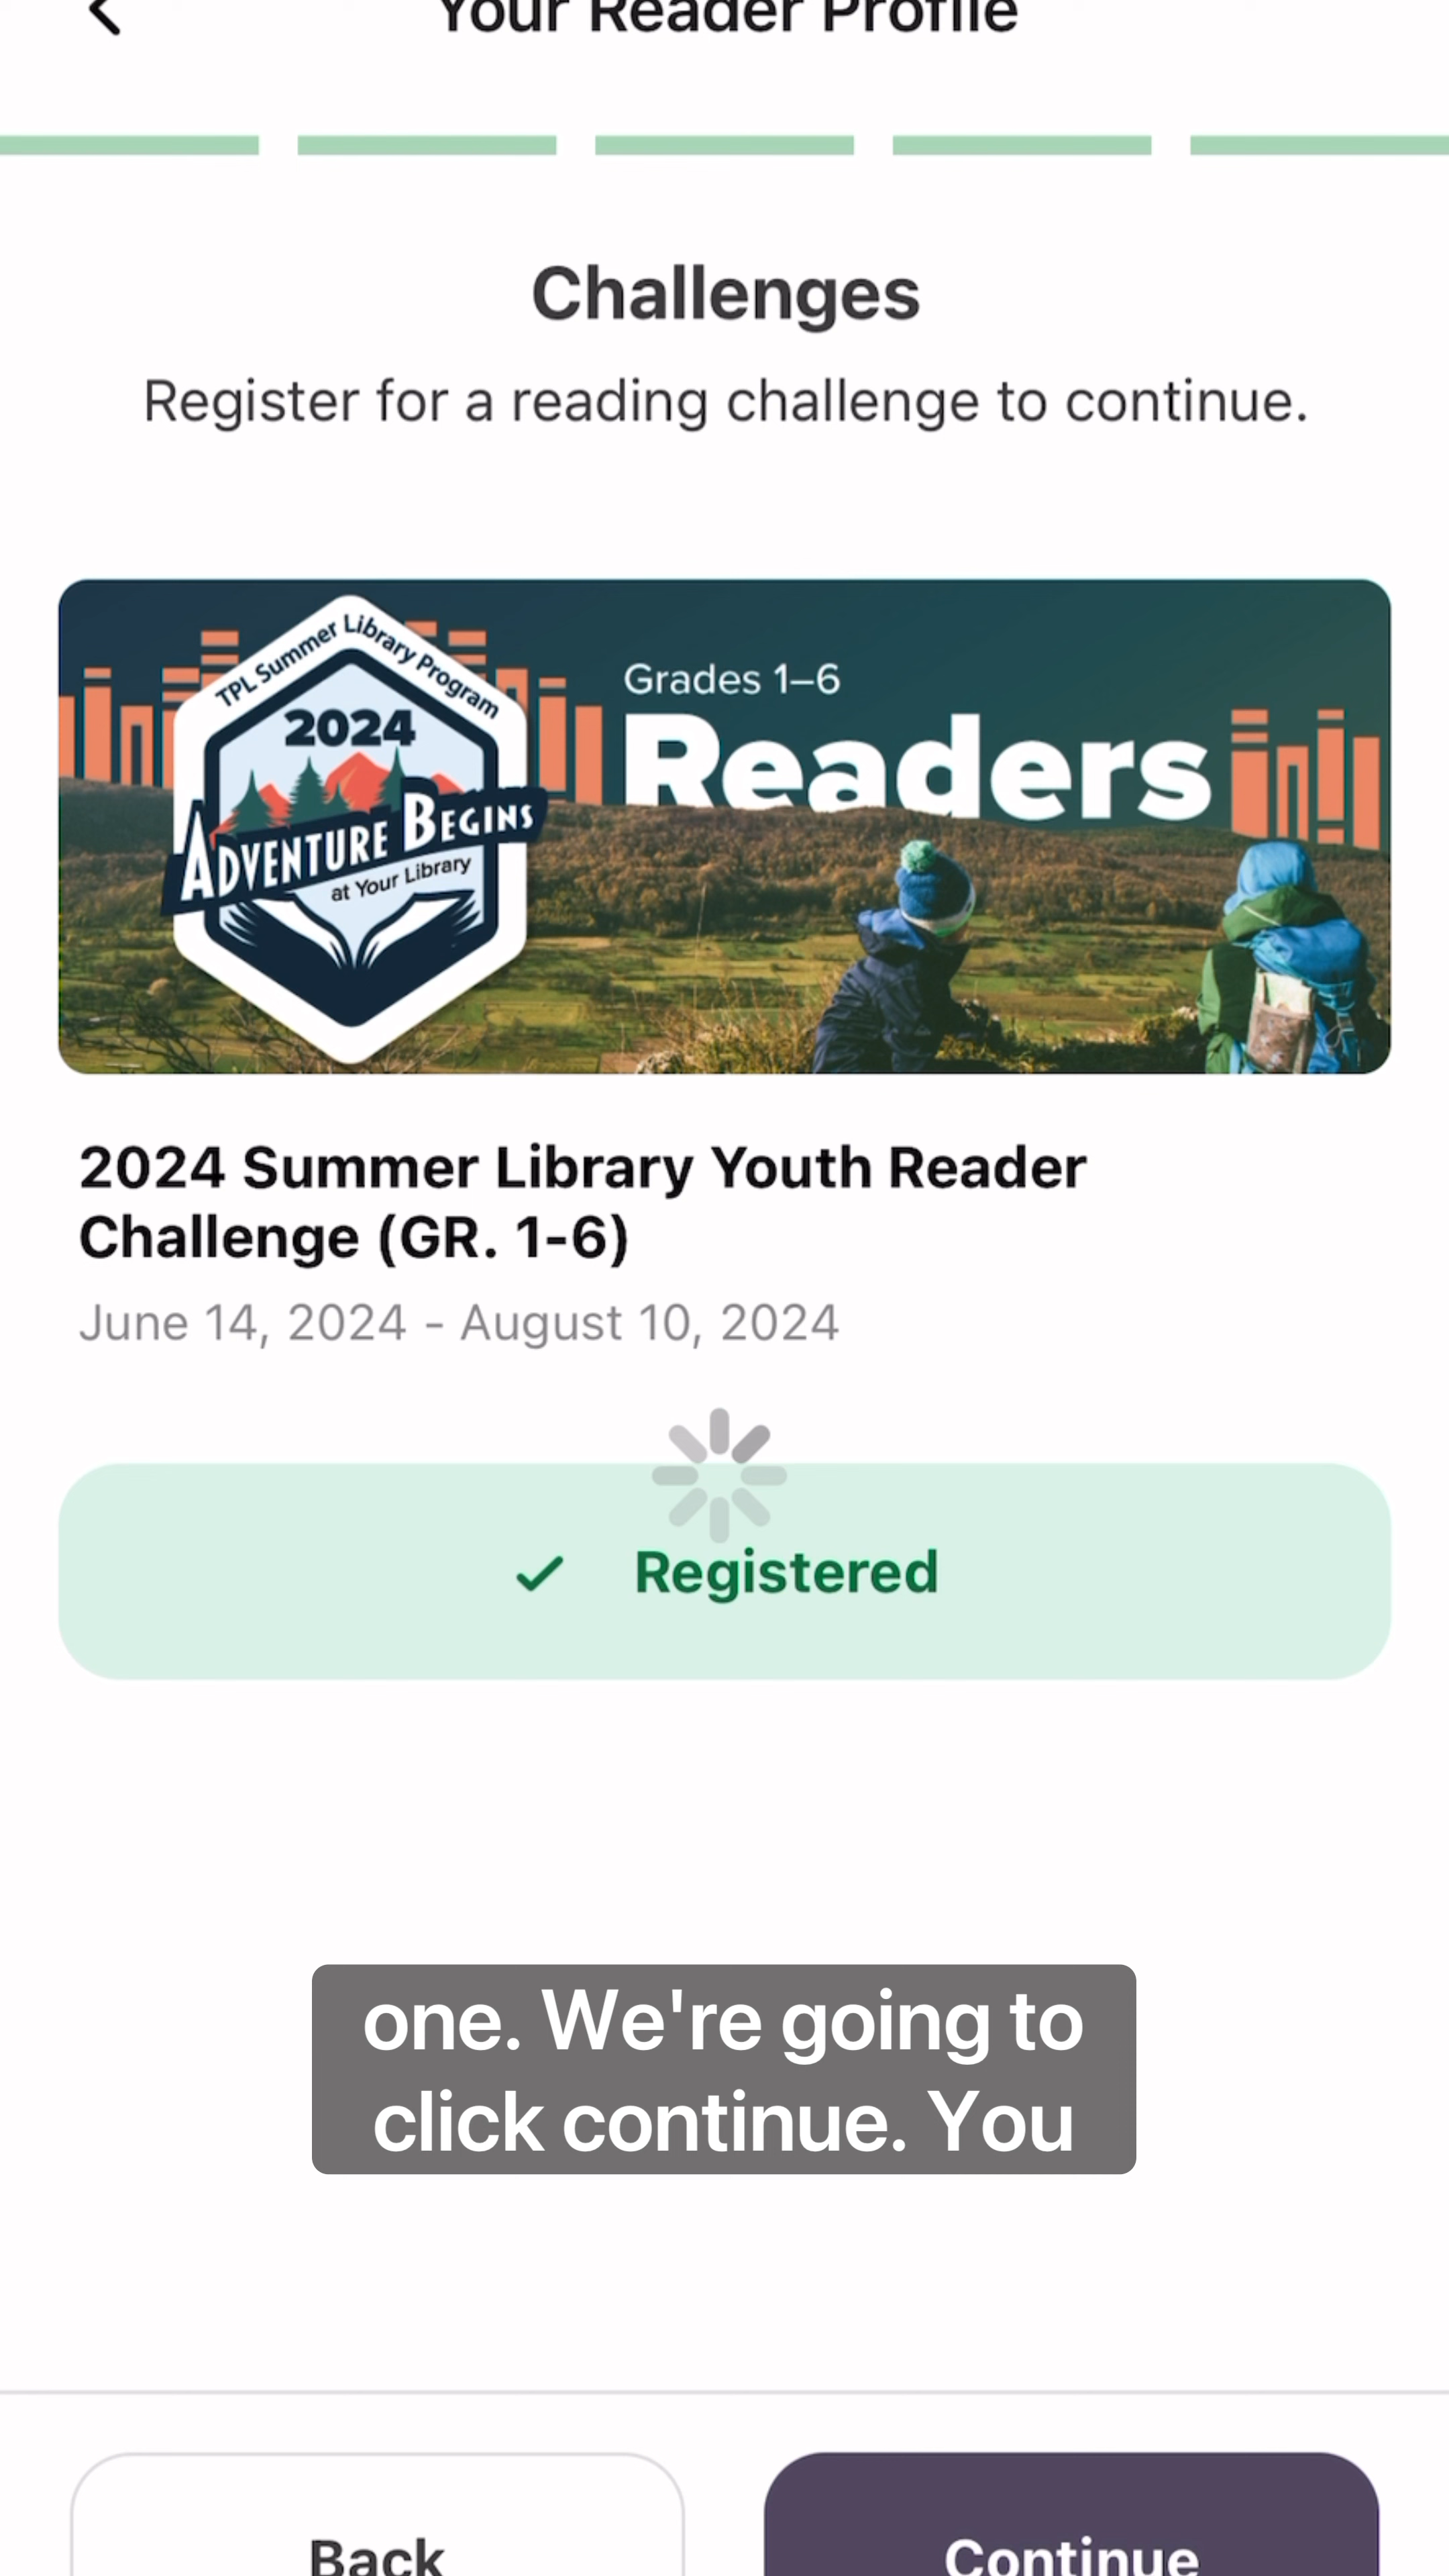 Your Reader Profile
Challenges
Register for a reading challenge to continue.
TPL Summer Library Program
2024
ADVENTURE BEGINS
at Your Library
Grades 1–6
Readers
2024 Summer Library Youth Reader
Challenge (GR. 1-6)
June 14, 2024 - August 10, 2024
Registered
one. We're going to
click continue. You
Back
Continue